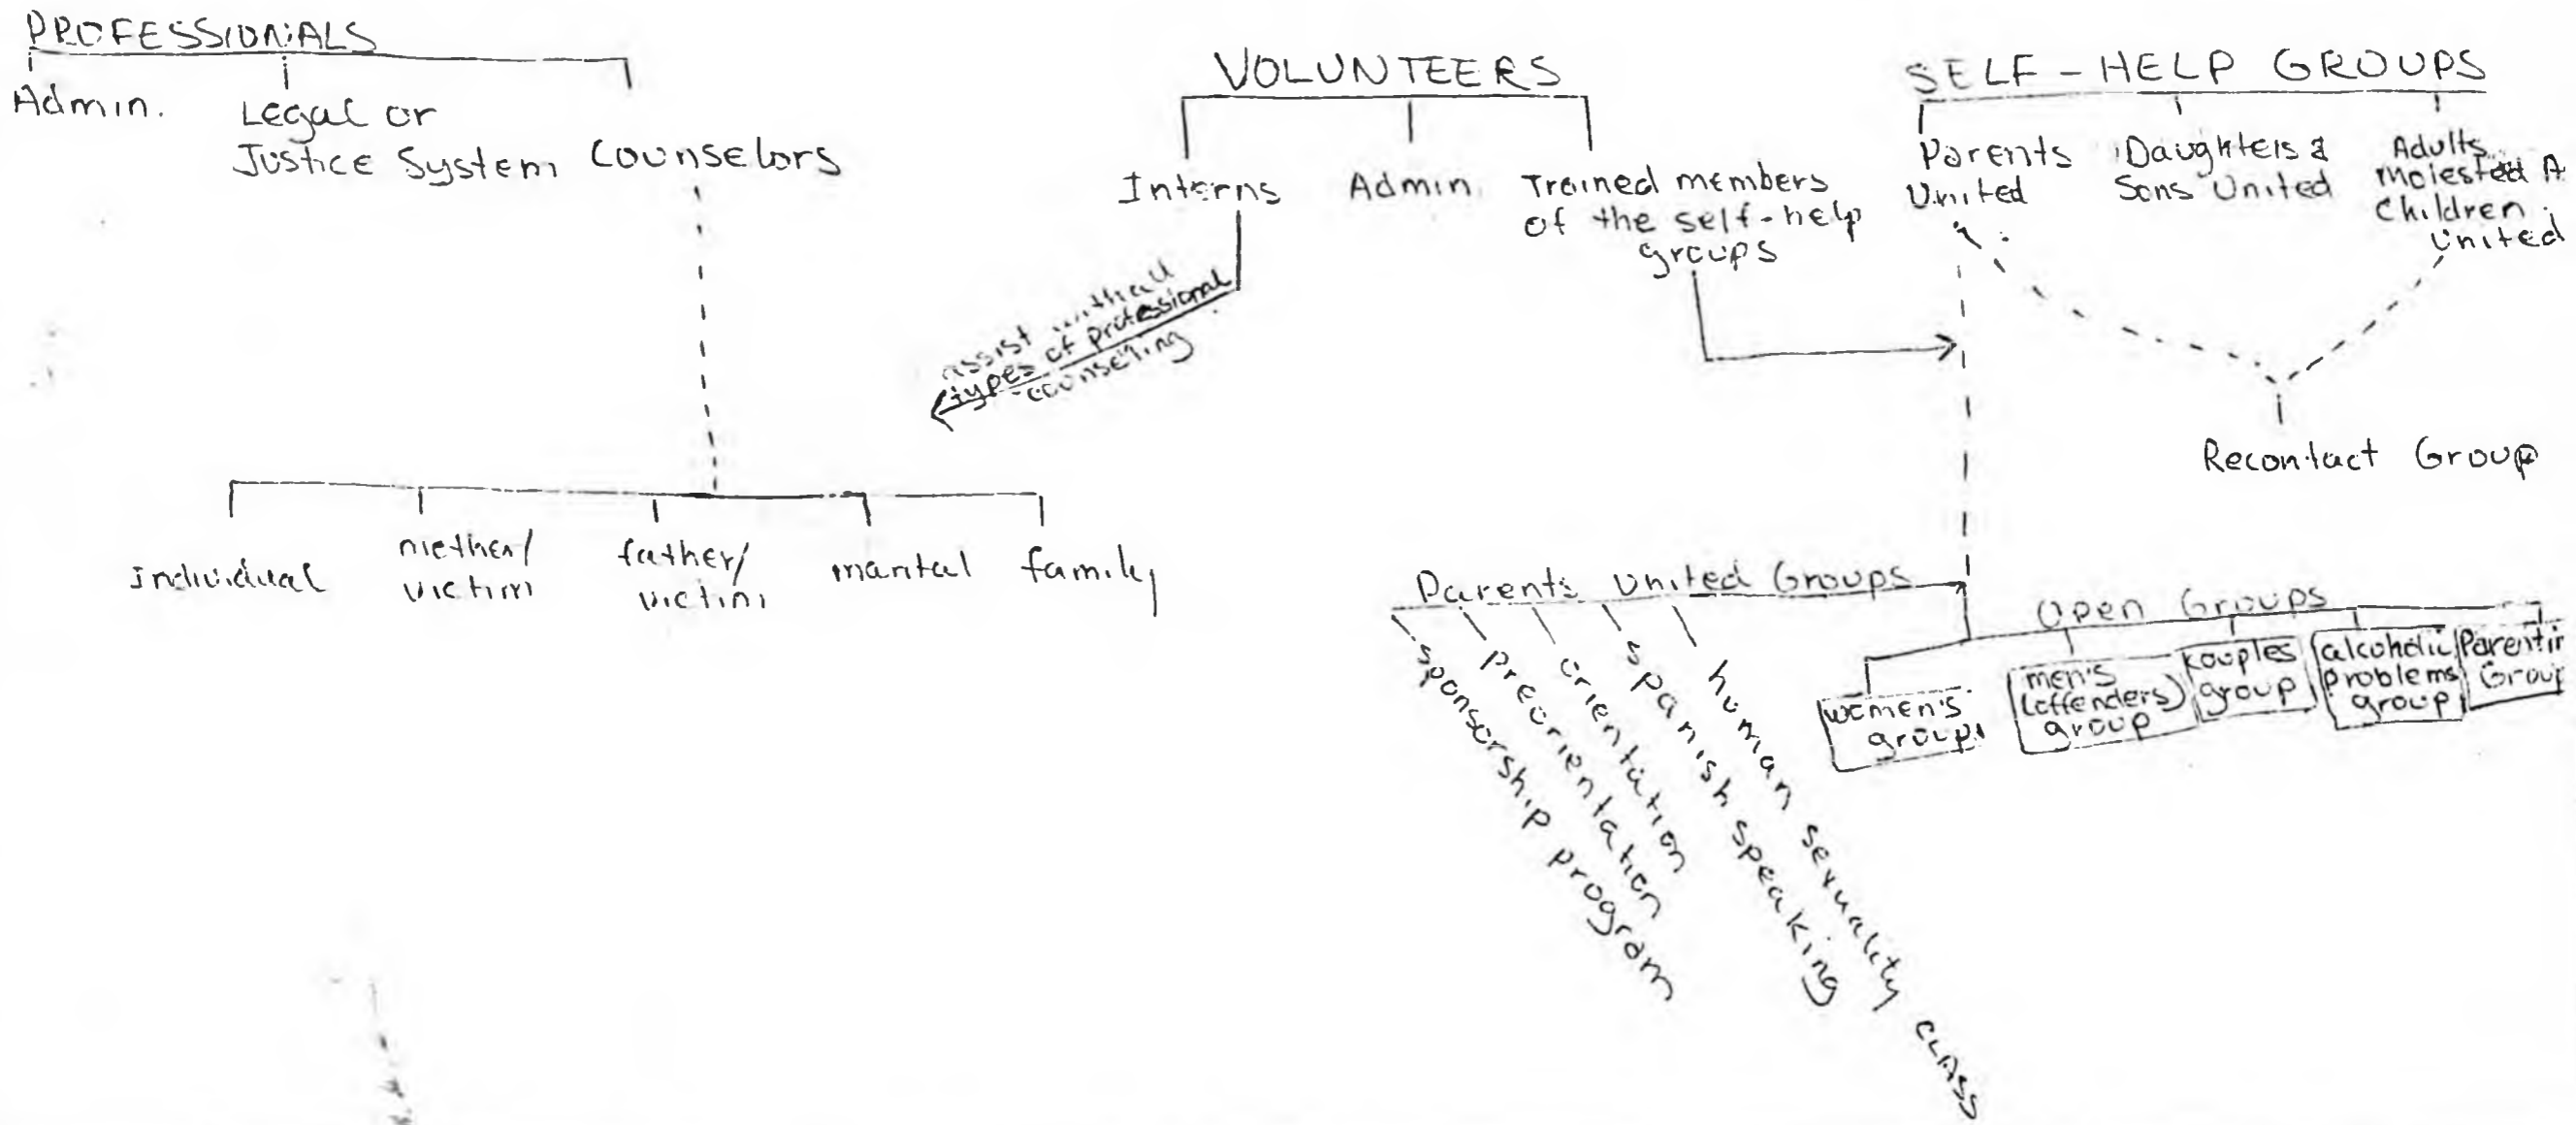 PROFESSIONALS
Admin.
Legal or
Justice System
Counselors
Individual
mother/
victim
father/
victim
marital
family
VOLUNTEERS
Interns
Admin.
Trained members
of the self-help
groups
assist with all
types of professional
counseling
SELF-HELP GROUPS
Parents
United
Daughters &
Sons United
Adults
Molested A
Children
United
Recontact Group
Parents United Groups
sponsorship program
preorientation
orientation
spanish speaking
human sexuality CLASS
Open Groups
women's
group
men's
(offenders)
group
kouples
group
alcoholic
problems
group
Parentin
Group